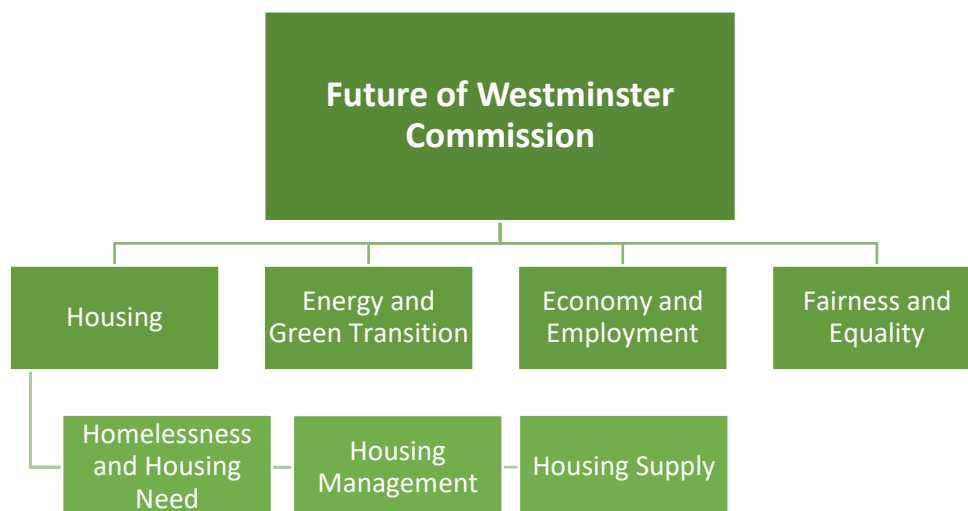 Future of Westminster
Commission
Housing
Energy and
Green Transition
Economy and
Employment
Fairness and
Equality
Homelessness
and Housing
Need
Housing
Management
Housing Supply